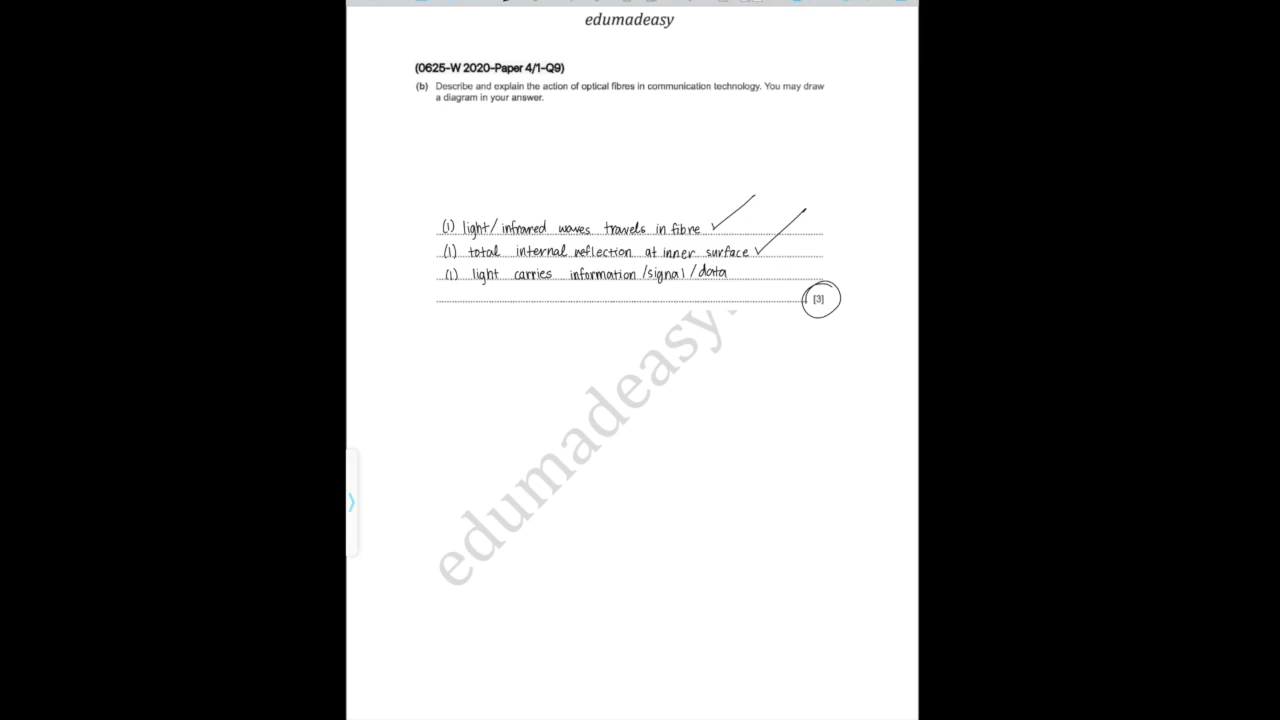 edumadeasy
(0625-W 2020-Paper 4/1-Q9)
(b) Describe and explain the action of optical fibres in communication technology. You may draw
a diagram in your answer.
(1) light/infrared waves travels in fibre
(1) total internal reflection at inner surface
(1) light carries information/signal/data
[3]
edumadeasy.